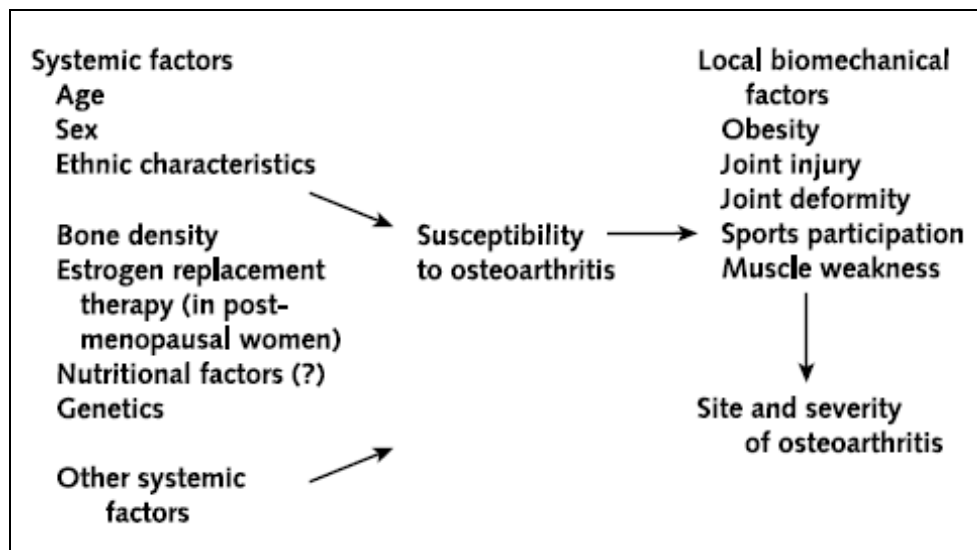 Systemic factors
Age
Sex
Ethnic characteristics
Bone density
Estrogen replacement
therapy (in post-
menopausal women)
Nutritional factors (?)
Genetics
Other systemic
factors
Susceptibility
to osteoarthritis
Local biomechanical
factors
Obesity
Joint injury
Joint deformity
Sports participation
Muscle weakness
Site and severity
of osteoarthritis